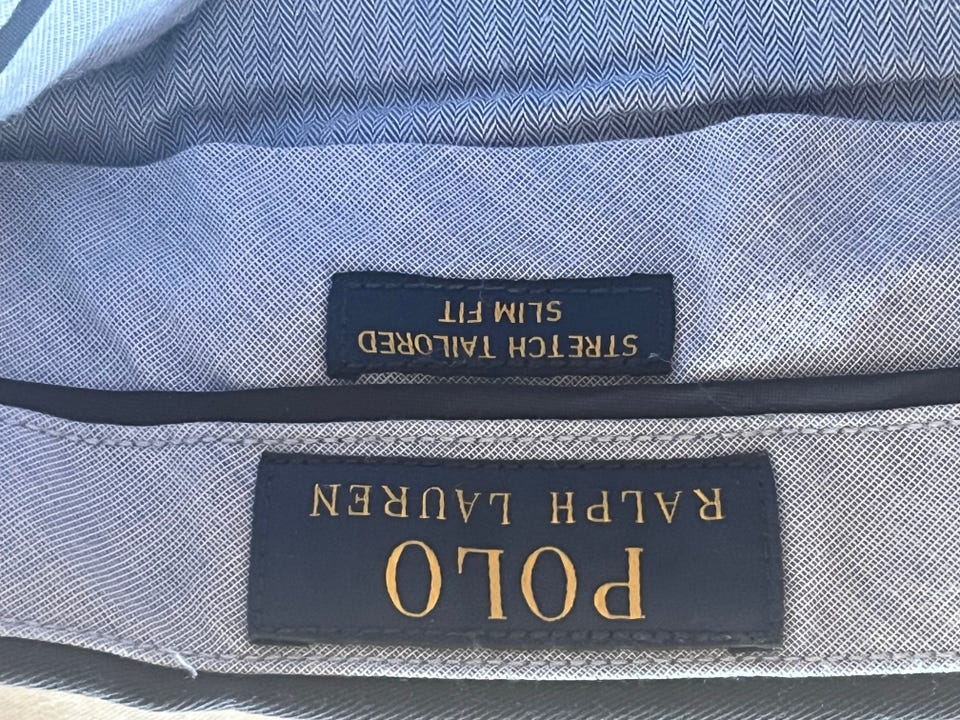 POLO
RALPH LAUREN
STRETCH TAILORED
SLIM FIT